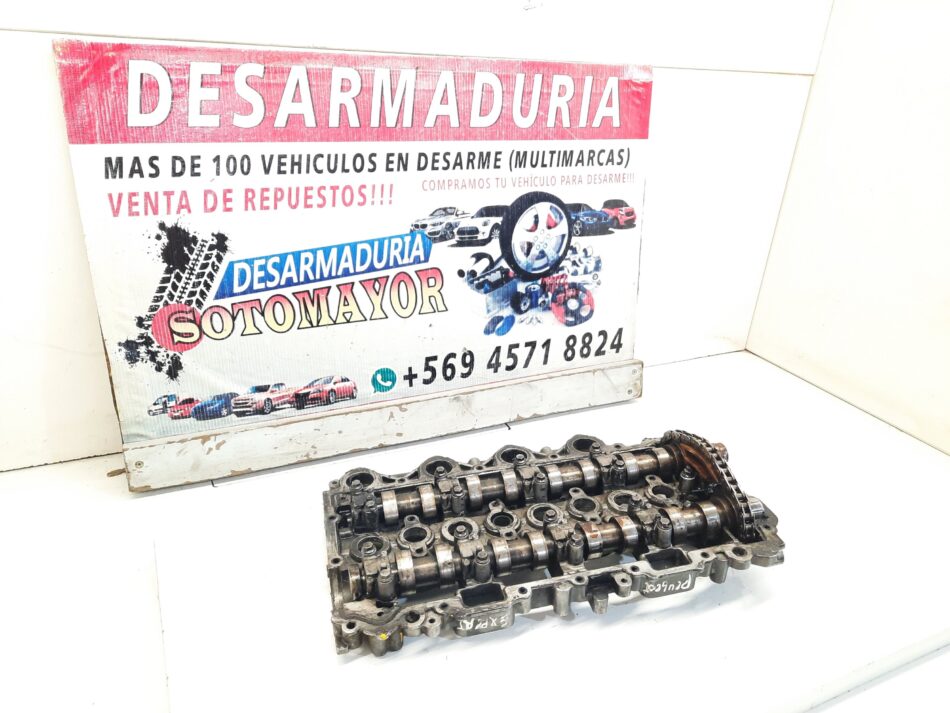 DESARMADURIA
MAS DE 100 VEHICULOS EN DESARME (MULTIMARCAS)
VENTA DE REPUESTOS!!!
COMPRAMOS TU VEHÍCULO PARA DESARME!!!
DESARMADURIA
SOTOMAYOR
+569 4571 8824
Peugeot